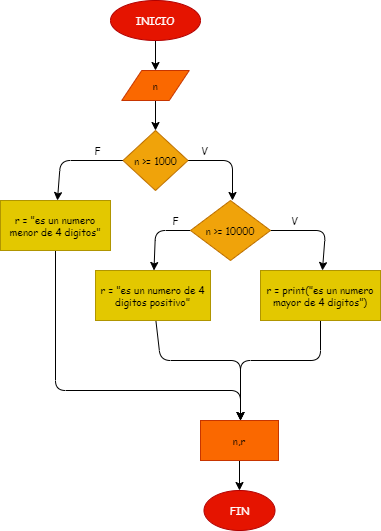 INICIO
n
n >= 1000
F
V
r = "es un numero
menor de 4 digitos"
n >= 10000
F
V
r = "es un numero de 4
digitos positivo"
r = print("es un numero
mayor de 4 digitos")
n,r
FIN